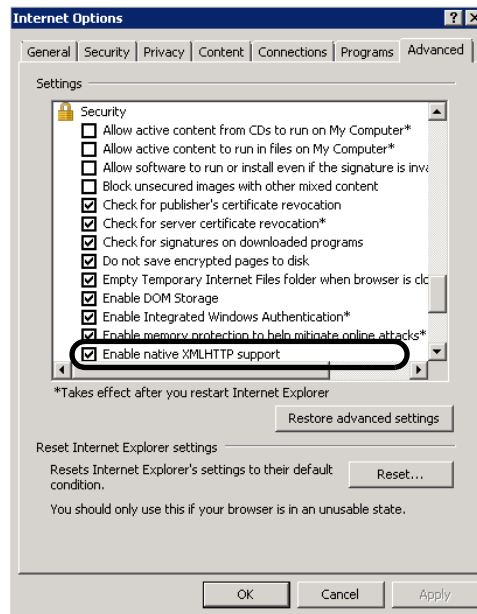 Internet Options
General Security Privacy Content Connections Programs Advanced
Settings
Security
Allow active content from CDs to run on My Computer*
Allow active content to run in files on My Computer*
Allow software to run or install even if the signature is inva
Block unsecured images with other mixed content
Check for publisher's certificate revocation
Check for server certificate revocation*
Check for signatures on downloaded programs
Do not save encrypted pages to disk
Empty Temporary Internet Files folder when browser is clo
Enable DOM Storage
Enable Integrated Windows Authentication*
Enable memory protection to help mitigate online attacks*
Enable native XMLHTTP support
*Takes effect after you restart Internet Explorer
Restore advanced settings
Reset Internet Explorer settings
Resets Internet Explorer's settings to their default
condition.
Reset...
You should only use this if your browser is in an unusable state.
OK Cancel Apply